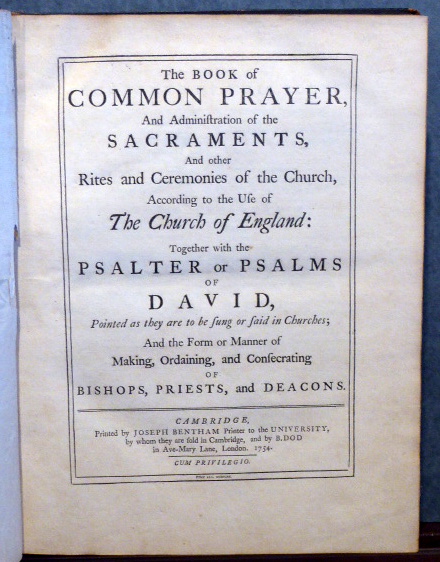 The BOOK of
COMMON PRAYER,
And Adminiſtration of the
SACRAMENTS,
And other
Rites and Ceremonies of the Church,
According to the Uſe of
The Church of England:
Together with the
PSALTER or PSALMS
OF
DAVID,
Pointed as they are to be ſung or ſaid in Churches;
And the Form or Manner of
Making, Ordaining, and Conſecrating
OF
BISHOPS, PRIESTS, and DEACONS.
CAMBRIDGE,
Printed by JOSEPH BENTHAM Printer to the UNIVERSITY,
by whom they are ſold in Cambridge, and by B. DOD
in Ave-Mary Lane, London. 1754.
CUM PRIVILEGIO.